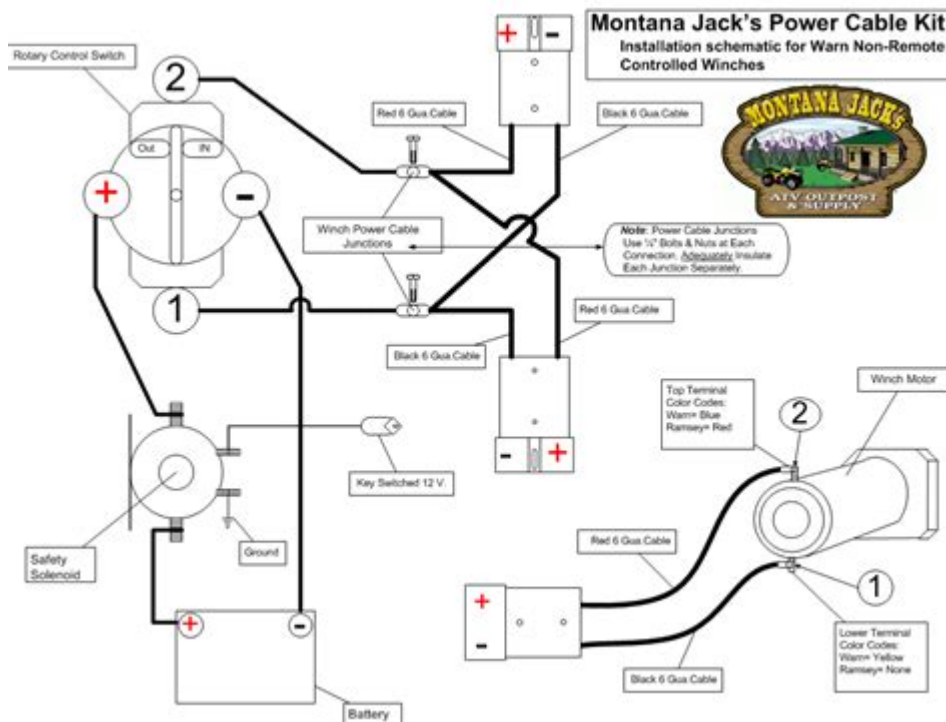 Montana Jack's Power Cable Kit
Installation schematic for Warn Non-Remote
Controlled Winches
MONTANA JACK'S
ATV OUTPOST
& SUPPLY
Rotary Control Switch
2
Out
IN
+
-
1
+
-
Red 6 Gua.Cable
Black 6 Gua.Cable
Winch Power Cable
Junctions
Note: Power Cable Junctions
Use ¼" Bolts & Nuts at Each
Connection, Adequately Insulate
Each Junction Separately.
Red 6 Gua.Cable
Black 6 Gua.Cable
-
+
Key Switched 12 V.
Ground
Safety
Solenoid
+
-
Battery
Top Terminal
Color Codes:
Warn= Blue
Ramsey= Red
2
Winch Motor
Red 6 Gua.Cable
+
-
1
Black 6 Gua.Cable
Lower Terminal
Color Codes:
Warn= Yellow
Ramsey= None